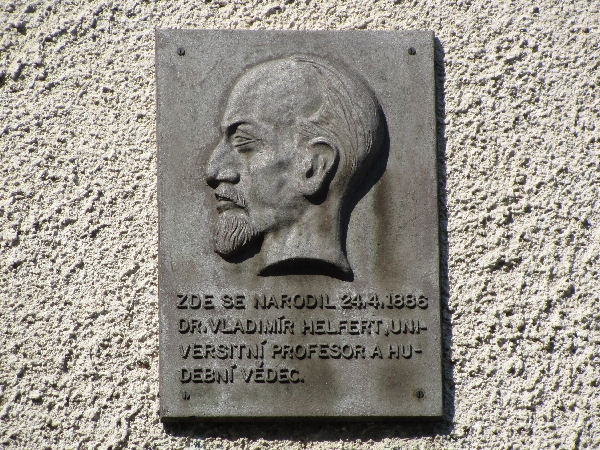 ZDE SE NARODIL 24.4.1886
DR. VLADIMÍR HELFERT, UNI-
VERSITNÍ PROFESOR A HU-
DEBNÍ VĚDEC.